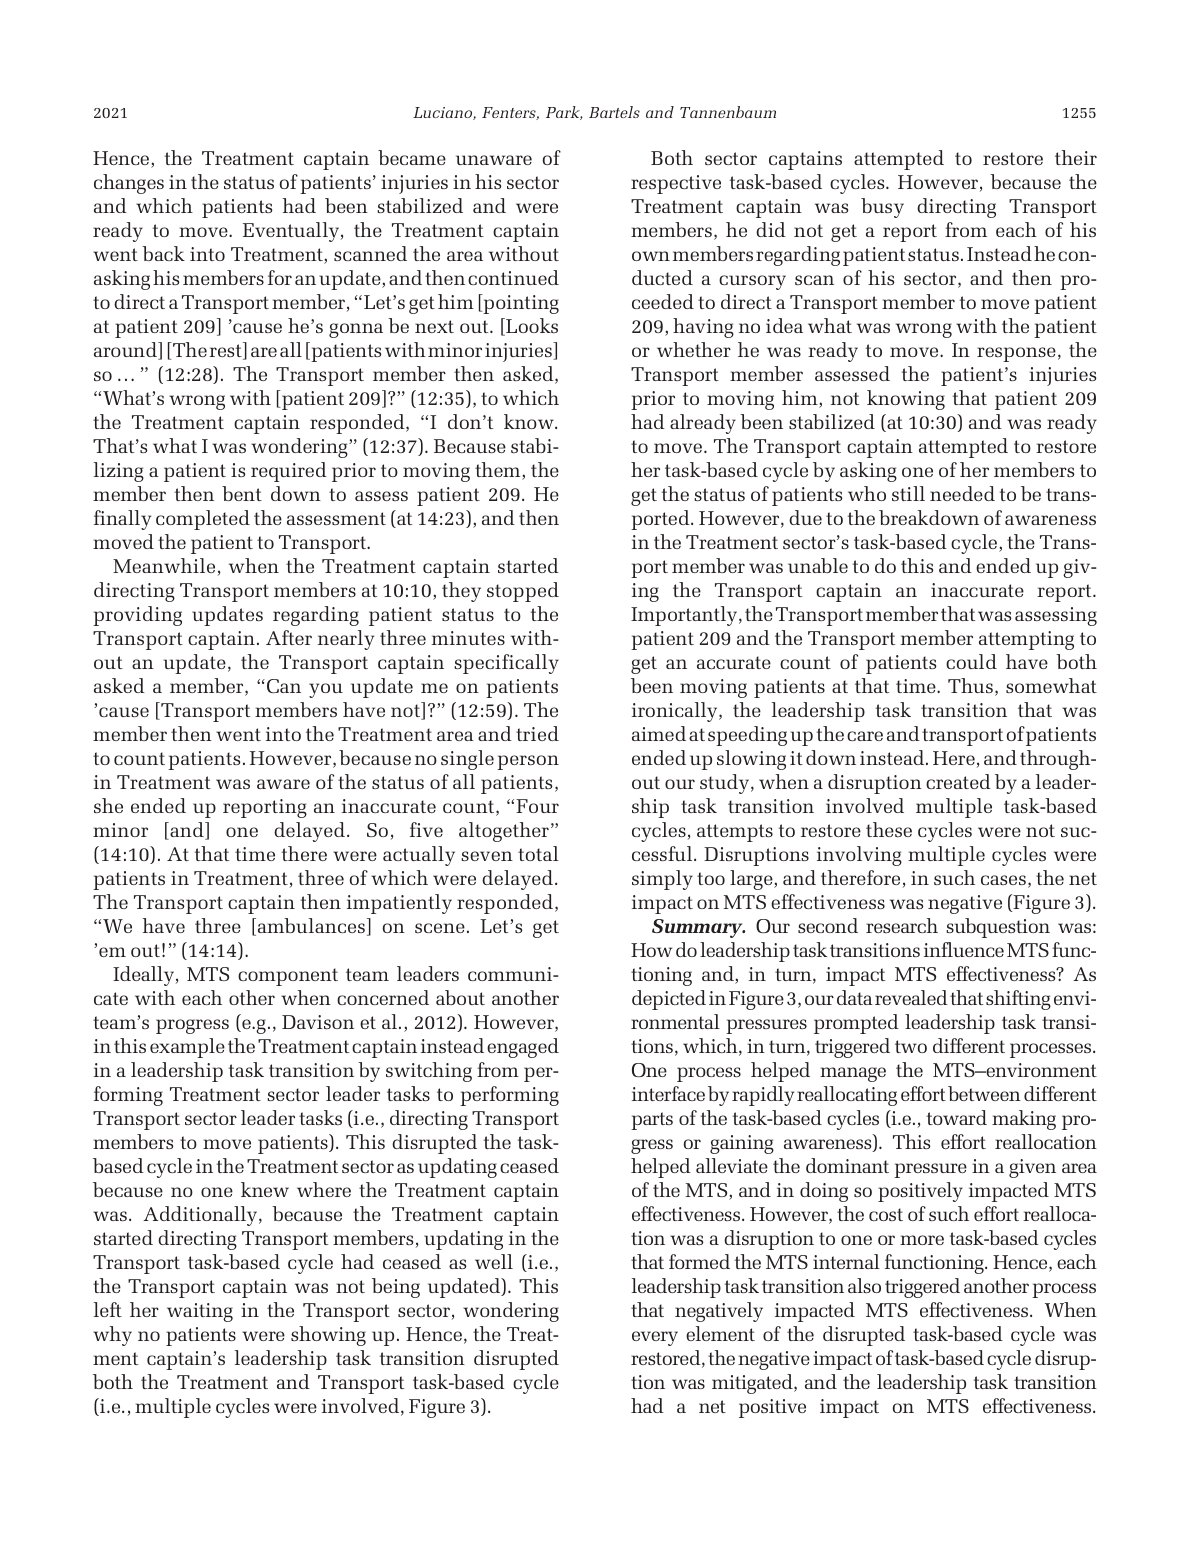 2021
Luciano, Fenters, Park, Bartels and Tannenbaum
1255
Hence, the Treatment captain became unaware of
changes in the status of patients’ injuries in his sector
and which patients had been stabilized and were
ready to move. Eventually, the Treatment captain
went back into Treatment, scanned the area without
asking his members for an update, and then continued
to direct a Transport member, “Let’s get him [pointing
at patient 209] ’cause he’s gonna be next out. [Looks
around] [The rest] are all [patients with minor injuries]
so … ” (12:28). The Transport member then asked,
“What’s wrong with [patient 209]?” (12:35), to which
the Treatment captain responded, “I don’t know.
That’s what I was wondering” (12:37). Because stabi-
lizing a patient is required prior to moving them, the
member then bent down to assess patient 209. He
finally completed the assessment (at 14:23), and then
moved the patient to Transport.
Meanwhile, when the Treatment captain started
directing Transport members at 10:10, they stopped
providing updates regarding patient status to the
Transport captain. After nearly three minutes with-
out an update, the Transport captain specifically
asked a member, “Can you update me on patients
’cause [Transport members have not]?” (12:59). The
member then went into the Treatment area and tried
to count patients. However, because no single person
in Treatment was aware of the status of all patients,
she ended up reporting an inaccurate count, “Four
minor [and] one delayed. So, five altogether”
(14:10). At that time there were actually seven total
patients in Treatment, three of which were delayed.
The Transport captain then impatiently responded,
“We have three [ambulances] on scene. Let’s get
’em out!” (14:14).
Ideally, MTS component team leaders communi-
cate with each other when concerned about another
team’s progress (e.g., Davison et al., 2012). However,
in this example the Treatment captain instead engaged
in a leadership task transition by switching from per-
forming Treatment sector leader tasks to performing
Transport sector leader tasks (i.e., directing Transport
members to move patients). This disrupted the task-
based cycle in the Treatment sector as updating ceased
because no one knew where the Treatment captain
was. Additionally, because the Treatment captain
started directing Transport members, updating in the
Transport task-based cycle had ceased as well (i.e.,
the Transport captain was not being updated). This
left her waiting in the Transport sector, wondering
why no patients were showing up. Hence, the Treat-
ment captain’s leadership task transition disrupted
both the Treatment and Transport task-based cycle
(i.e., multiple cycles were involved, Figure 3).
Both sector captains attempted to restore their
respective task-based cycles. However, because the
Treatment captain was busy directing Transport
members, he did not get a report from each of his
own members regarding patient status. Instead he con-
ducted a cursory scan of his sector, and then pro-
ceeded to direct a Transport member to move patient
209, having no idea what was wrong with the patient
or whether he was ready to move. In response, the
Transport member assessed the patient’s injuries
prior to moving him, not knowing that patient 209
had already been stabilized (at 10:30) and was ready
to move. The Transport captain attempted to restore
her task-based cycle by asking one of her members to
get the status of patients who still needed to be trans-
ported. However, due to the breakdown of awareness
in the Treatment sector’s task-based cycle, the Trans-
port member was unable to do this and ended up giv-
ing the Transport captain an inaccurate report.
Importantly, the Transport member that was assessing
patient 209 and the Transport member attempting to
get an accurate count of patients could have both
been moving patients at that time. Thus, somewhat
ironically, the leadership task transition that was
aimed at speeding up the care and transport of patients
ended up slowing it down instead. Here, and through-
out our study, when a disruption created by a leader-
ship task transition involved multiple task-based
cycles, attempts to restore these cycles were not suc-
cessful. Disruptions involving multiple cycles were
simply too large, and therefore, in such cases, the net
impact on MTS effectiveness was negative (Figure 3).
Summary. Our second research subquestion was:
How do leadership task transitions influence MTS func-
tioning and, in turn, impact MTS effectiveness? As
depicted in Figure 3, our data revealed that shifting envi-
ronmental pressures prompted leadership task transi-
tions, which, in turn, triggered two different processes.
One process helped manage the MTS–environment
interface by rapidly reallocating effort between different
parts of the task-based cycles (i.e., toward making pro-
gress or gaining awareness). This effort reallocation
helped alleviate the dominant pressure in a given area
of the MTS, and in doing so positively impacted MTS
effectiveness. However, the cost of such effort realloca-
tion was a disruption to one or more task-based cycles
that formed the MTS internal functioning. Hence, each
leadership task transition also triggered another process
that negatively impacted MTS effectiveness. When
every element of the disrupted task-based cycle was
restored, the negative impact of task-based cycle disrup-
tion was mitigated, and the leadership task transition
had a net positive impact on MTS effectiveness.